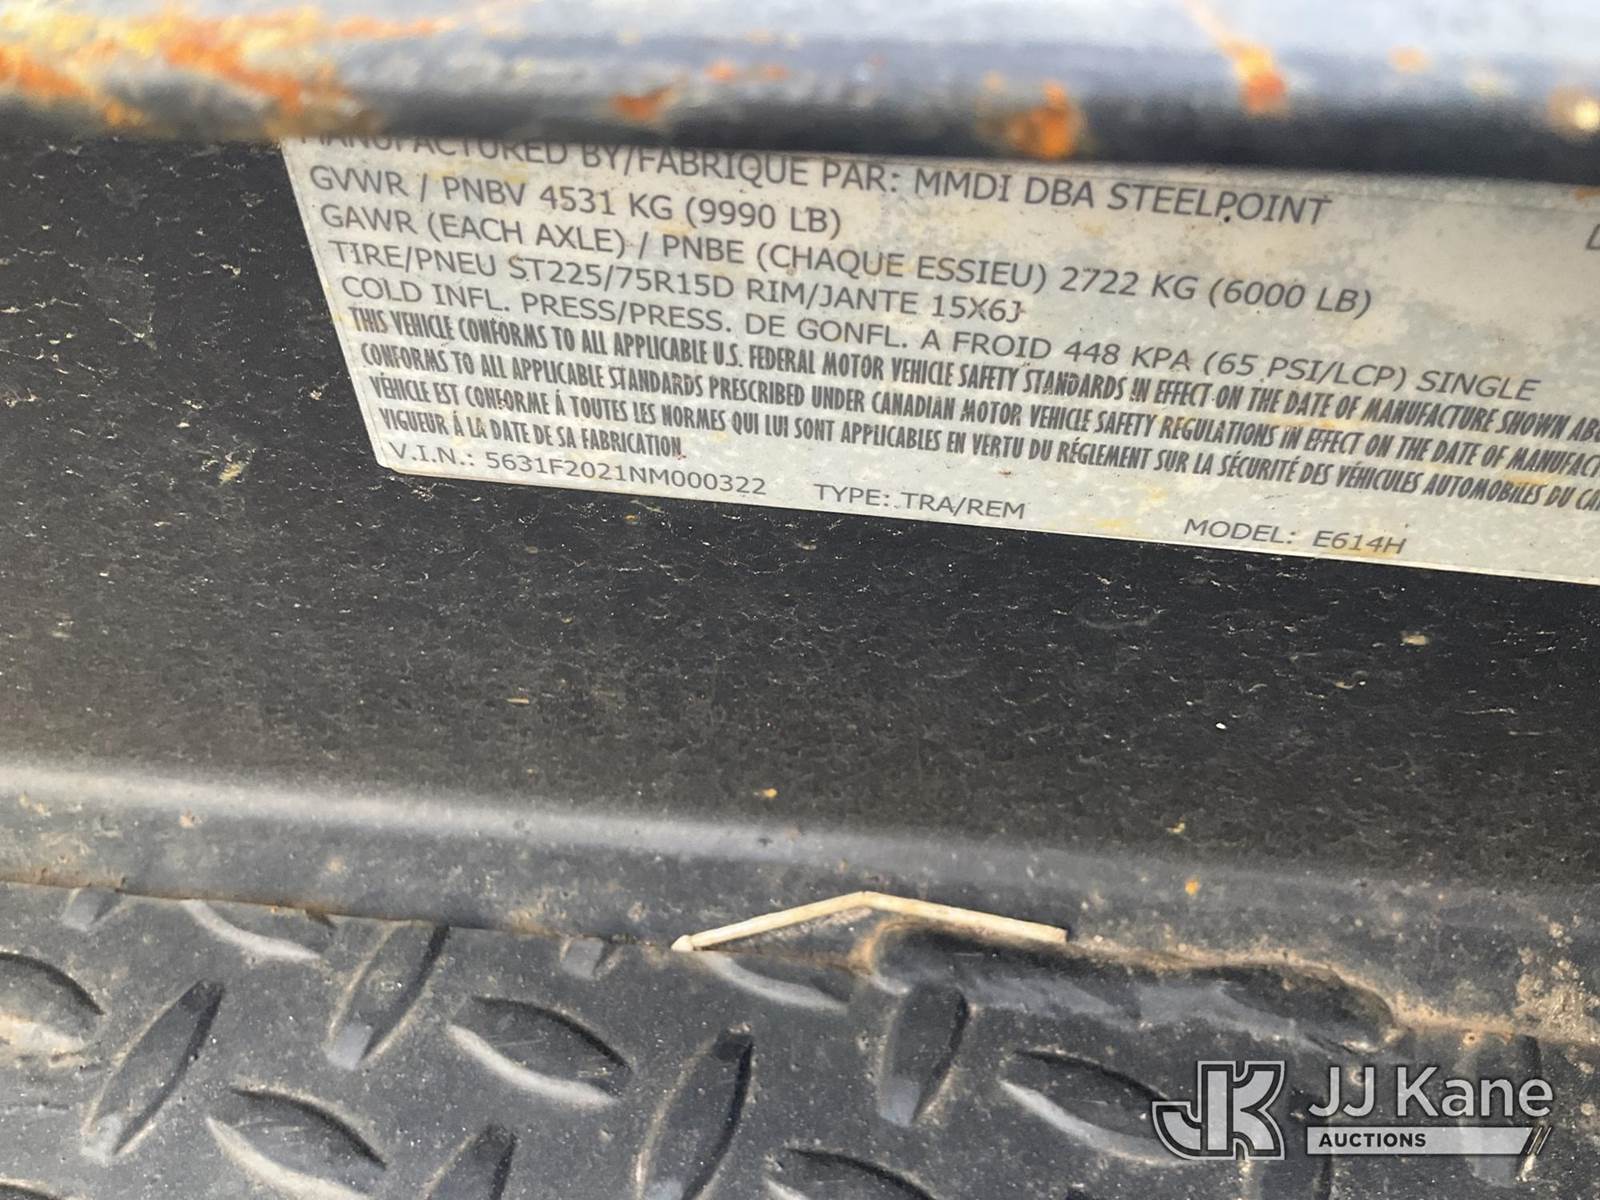 MANUFACTURED BY/FABRIQUE PAR: MMDI DBA STEELPOINT
GVWR / PNBV 4531 KG (9990 LB)
GAWR (EACH AXLE) / PNBE (CHAQUE ESSIEU) 2722 KG (6000 LB)
TIRE/PNEU ST225/75R15D RIM/JANTE 15X6J
COLD INFL. PRESS/PRESS. DE GONFL. A FROID 448 KPA (65 PSI/LCP) SINGLE
THIS VEHICLE CONFORMS TO ALL APPLICABLE U.S. FEDERAL MOTOR VEHICLE SAFETY STANDARDS IN EFFECT ON THE DATE OF MANUFACTURE SHOWN
CONFORMS TO ALL APPLICABLE STANDARDS PRESCRIBED UNDER CANADIAN MOTOR VEHICLE SAFETY REGULATIONS IN EFFECT ON THE DATE OF
VÉHICLE EST CONFORME À TOUTES LES NORMES QUI LUI SONT APPLICABLES EN VERTU DU RÉGLEMENT SUR LA SÉCURITÉ DES VÉHICULES AUTOMOBILES DU
VIGUEUR À LA DATE DE SA FABRICATION.
V.I.N.: 5631F2021NM000322 TYPE: TRA/REM MODEL: E614H
JK JJ Kane
AUCTIONS